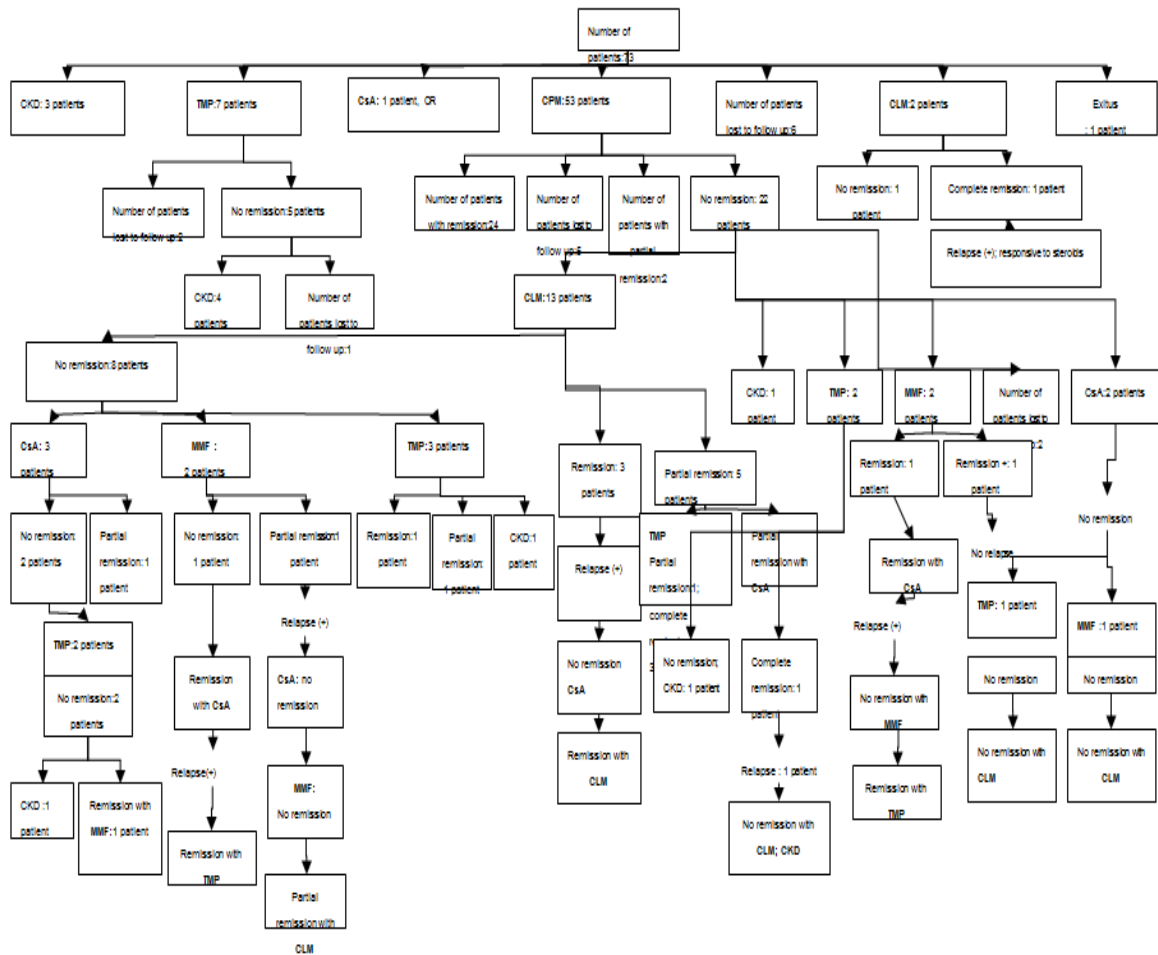 Number of
patients:73
CKD: 3 patients
TMP:7 patients
CsA: 1 patient, CR
CPM:53 patients
Number of patients
lost to follow up:6
CLM:2 patients
Exitus
: 1 patient
Number of patients
lost to follow up:2
No remission:5 patients
Number of patients
with remission:24
Number of
patients lost to
follow up:5
Number of
patients with
partial
remission:2
No remission: 22
patients
No remission: 1
patient
Complete remission: 1 patient
Relapse (+); responsive to steroids
CKD:4
patients
Number of
patients lost to
follow up:1
CLM:13 patients
No remission:8 patients
CKD: 1
patient
TMP: 2
patients
MMF: 2
patients
Number of
patients lost to
up:2
CsA:2 patients
CsA: 3
patients
MMF :
2 patients
TMP:3 patients
Remission: 3
patients
Partial remission: 5
patients
Remission: 1
patient
Remission +: 1
patient
No remission:
2 patients
Partial
remission: 1
patient
No remission:
1 patient
Partial remission:1
patient
Remission:1
patient
Partial
remission:
1 patient
CKD:1
patient
Relapse (+)
TMP
Partial
remission:1;
complete
3
Partial
remission with
CsA
Remission with
CsA
No relapse
No remission
TMP: 1 patient
MMF :1 patient
TMP:2 patients
No remission:2
patients
Remission
with CsA
Relapse (+)
CsA: no
remission
No remission
CsA
No remission;
CKD: 1 patient
Complete
remission: 1
patient
Relapse (+)
No remission with
MMF
No remission
No remission
CKD :1
patient
Remission with
MMF:1 patient
Relapse(+)
Remission with
TMP
MMF:
No remission
Partial
remission with
CLM
Remission with
CLM
Relapse : 1 patient
No remission with
CLM; CKD
Remission with
TMP
No remission with
CLM
No remission with
CLM